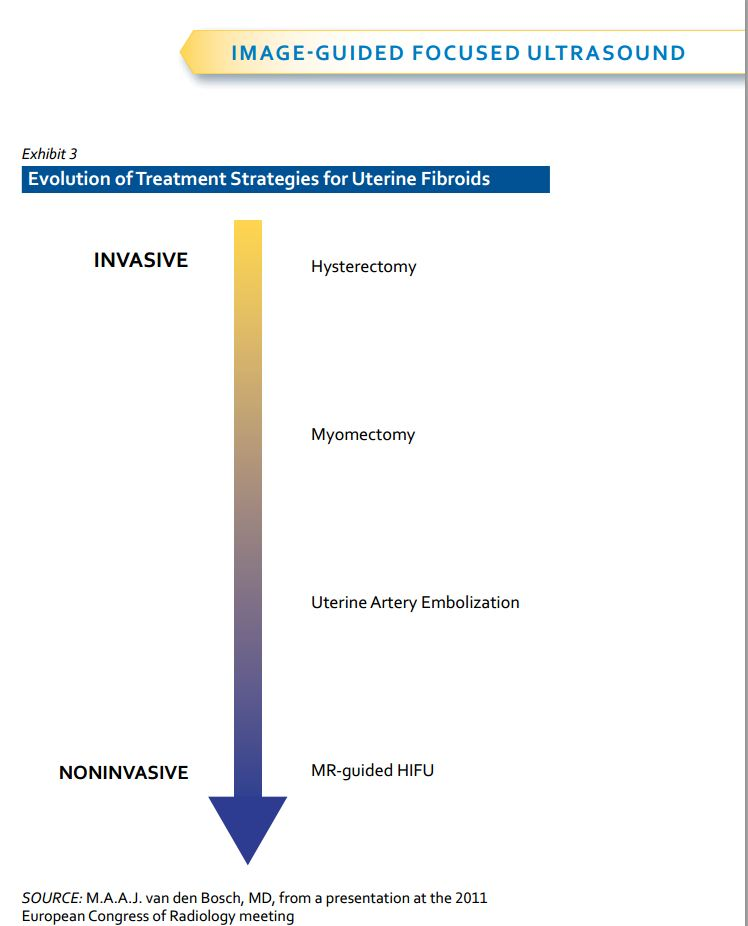 IMAGE-GUIDED FOCUSED ULTRASOUND
Exhibit 3
Evolution of Treatment Strategies for Uterine Fibroids
INVASIVE
Hysterectomy
Myomectomy
Uterine Artery Embolization
NONINVASIVE
MR-guided HIFU
SOURCE: M.A.A.J. van den Bosch, MD, from a presentation at the 2011
European Congress of Radiology meeting